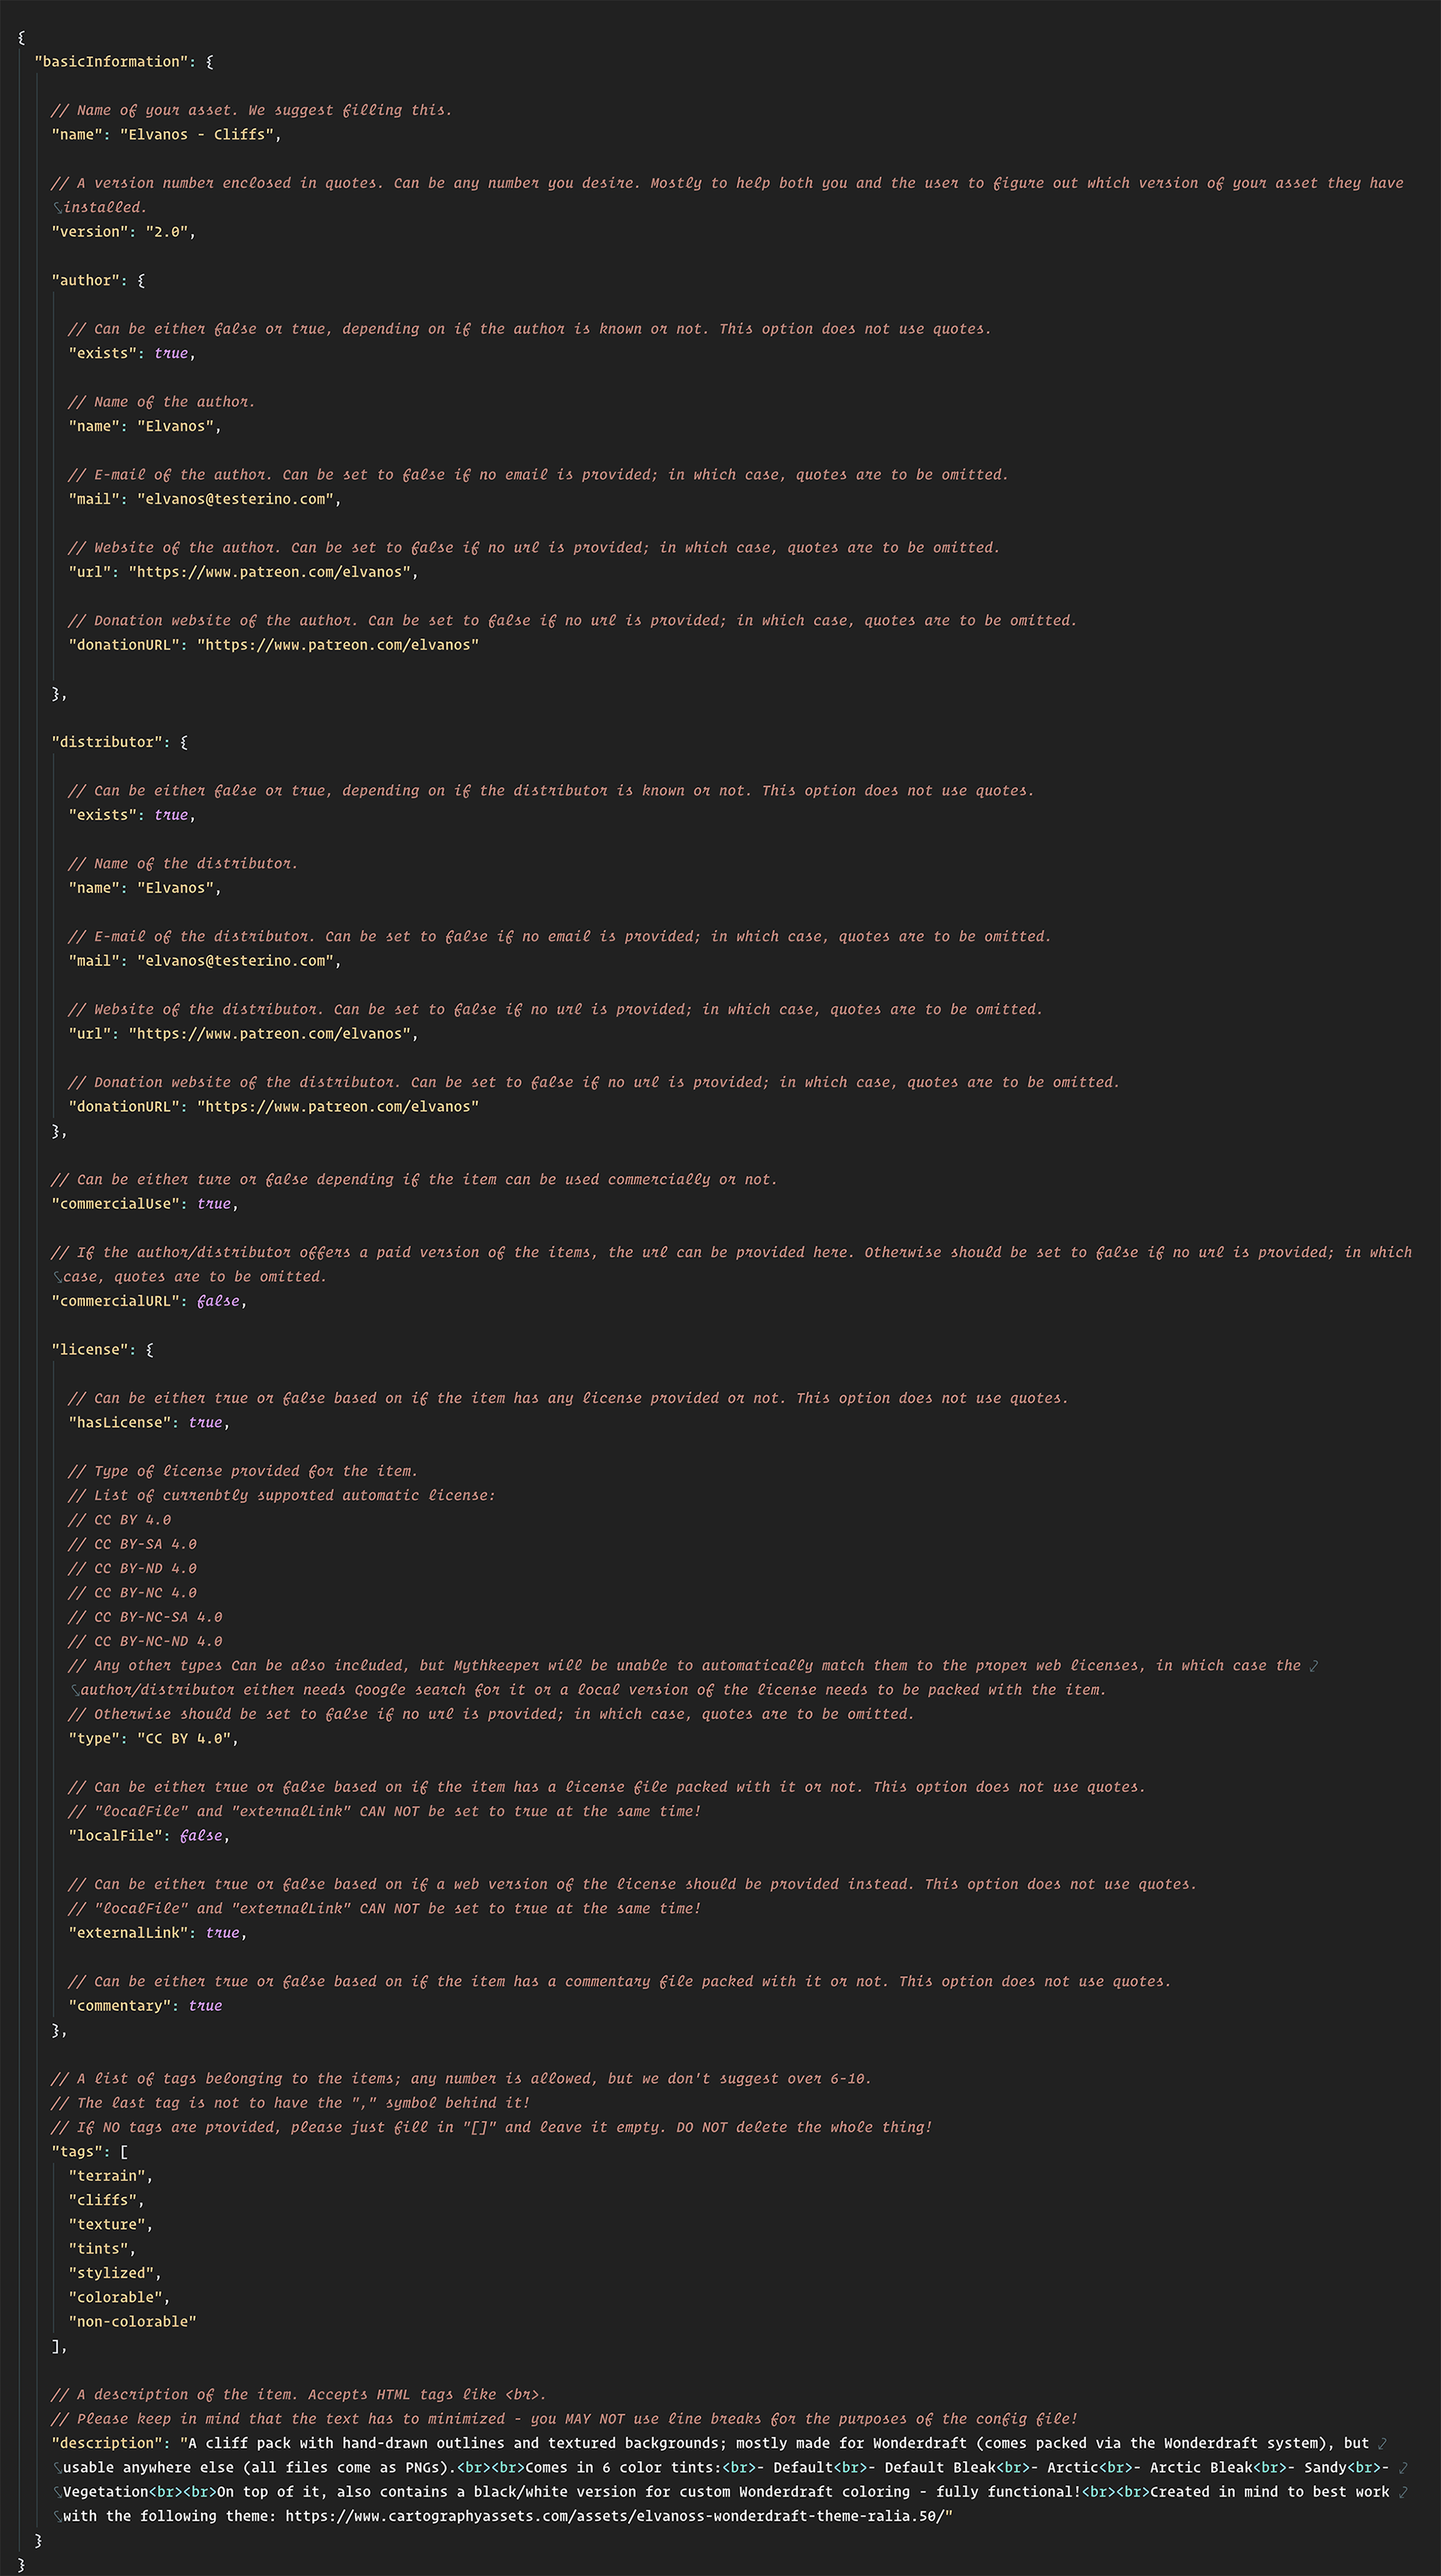 {
"basicInformation": {
// Name of your asset. We suggest filling this.
"name": "Elvanos - Cliffs",
// A version number enclosed in quotes. Can be any number you desire. Mostly to help both you and the user to figure out which version of your asset they have
installed.
"version": "2.0",
"author": {
// Can be either false or true, depending on if the author is known or not. This option does not use quotes.
"exists": true,
// Name of the author.
"name": "Elvanos",
// E-mail of the author. Can be set to false if no email is provided; in which case, quotes are to be omitted.
"mail": "elvanos@testerino.com",
// Website of the author. Can be set to false if no url is provided; in which case, quotes are to be omitted.
"url": "https://www.patreon.com/elvanos",
// Donation website of the author. Can be set to false if no url is provided; in which case, quotes are to be omitted.
"donationURL": "https://www.patreon.com/elvanos"
},
"distributor": {
// Can be either false or true, depending on if the distributor is known or not. This option does not use quotes.
"exists": true,
// Name of the distributor.
"name": "Elvanos",
// E-mail of the distributor. Can be set to false if no email is provided; in which case, quotes are to be omitted.
"mail": "elvanos@testerino.com",
// Website of the distributor. Can be set to false if no url is provided; in which case, quotes are to be omitted.
"url": "https://www.patreon.com/elvanos",
// Donation website of the distributor. Can be set to false if no url is provided; in which case, quotes are to be omitted.
"donationURL": "https://www.patreon.com/elvanos"
},
// Can be either ture or false depending if the item can be used commercially or not.
"commercialUse": true,
// If the author/distributor offers a paid version of the items, the url can be provided here. Otherwise should be set to false if no url is provided; in which
case, quotes are to be omitted.
"commercialURL": false,
"license": {
// Can be either true or false based on if the item has any license provided or not. This option does not use quotes.
"hasLicense": true,
// Type of license provided for the item.
// List of currenbtly supported automatic license:
// CC BY 4.0
// CC BY-SA 4.0
// CC BY-ND 4.0
// CC BY-NC 4.0
// CC BY-NC-SA 4.0
// CC BY-NC-ND 4.0
// Any other types Can be also included, but Mythkeeper will be unable to automatically match them to the proper web licenses, in which case the
author/distributor either needs Google search for it or a local version of the license needs to be packed with the item.
// Otherwise should be set to false if no url is provided; in which case, quotes are to be omitted.
"type": "CC BY 4.0",
// Can be either true or false based on if the item has a license file packed with it or not. This option does not use quotes.
// "localFile" and "externalLink" CAN NOT be set to true at the same time!
"localFile": false,
// Can be either true or false based on if a web version of the license should be provided instead. This option does not use quotes.
// "localFile" and "externalLink" CAN NOT be set to true at the same time!
"externalLink": true,
// Can be either true or false based on if the item has a commentary file packed with it or not. This option does not use quotes.
"commentary": true
},
// A list of tags belonging to the items; any number is allowed, but we don't suggest over 6-10.
// The last tag is not to have the "," symbol behind it!
// If NO tags are provided, please just fill in "[]" and leave it empty. DO NOT delete the whole thing!
"tags": [
"terrain",
"cliffs",
"texture",
"tints",
"stylized",
"colorable",
"non-colorable"
],
// A description of the item. Accepts HTML tags like <br>.
// Please keep in mind that the text has to minimized - you MAY NOT use line breaks for the purposes of the config file!
"description": "A cliff pack with hand-drawn outlines and textured backgrounds; mostly made for Wonderdraft (comes packed via the Wonderdraft system), but
usable anywhere else (all files come as PNGs).<br><br>Comes in 6 color tints:<br>- Default<br>- Default Bleak<br>- Arctic<br>- Arctic Bleak<br>- Sandy<br>-
Vegetation<br><br>On top of it, also contains a black/white version for custom Wonderdraft coloring - fully functional!<br><br>Created in mind to best work
with the following theme: https://www.cartographyassets.com/assets/elvanoss-wonderdraft-theme-ralia.50/"
}
}